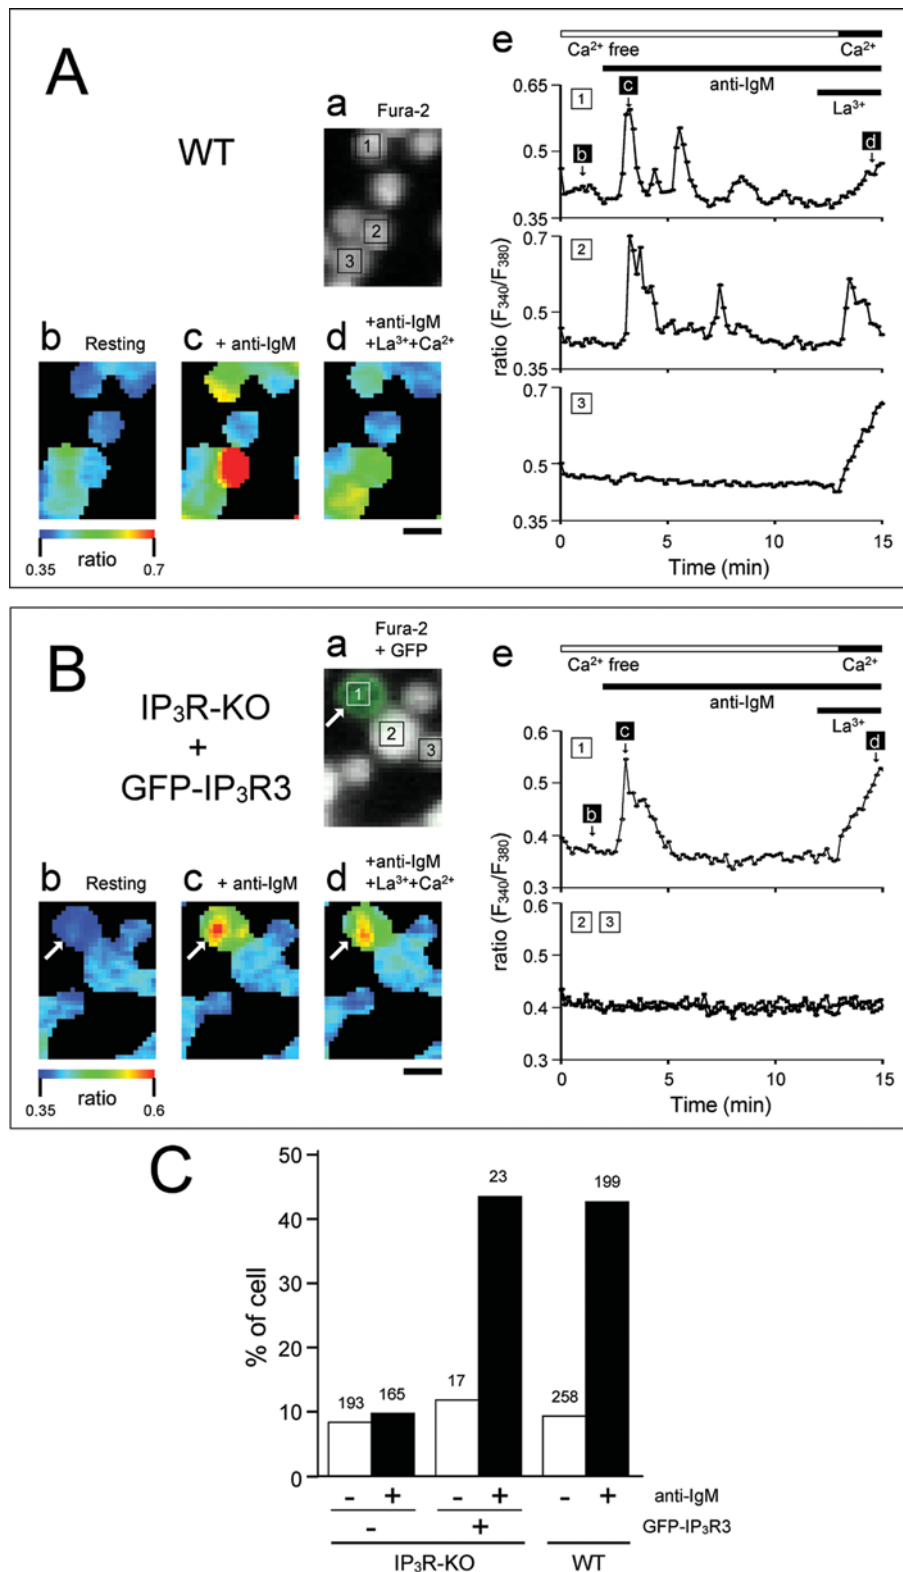 A
WT
a
Fura-2
1
2
3
b
Resting
c
+ anti-IgM
d
+anti-IgM
+La³⁺+Ca²⁺
0.35
ratio
0.7
e
Ca²⁺ free
Ca²⁺
anti-IgM
La³⁺
ratio (F₃₄₀/F₃₈₀)
0.65
0.5
0.35
1
b
c
d
0.7
0.5
0.35
2
0.7
0.5
0.35
3
0
5
10
15
Time (min)
B
IP₃R-KO
+
GFP-IP₃R3
a
Fura-2
+ GFP
1
2
3
b
Resting
c
+ anti-IgM
d
+anti-IgM
+La³⁺+Ca²⁺
0.35
ratio
0.6
e
Ca²⁺ free
Ca²⁺
anti-IgM
La³⁺
ratio (F₃₄₀/F₃₈₀)
0.6
0.5
0.4
0.3
1
b
c
d
0.6
0.5
0.4
0.3
2 3
0
5
10
15
Time (min)
C
% of cell
50
40
30
20
10
0
193
165
17
23
258
199
- + - + - + anti-IgM
- + GFP-IP₃R3
IP₃R-KO WT